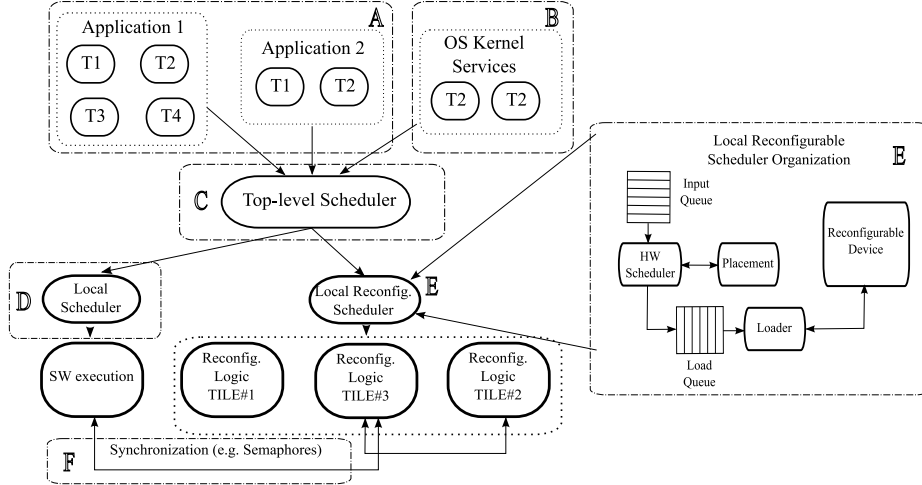 A
Application 1
T1
T2
T3
T4
Application 2
T1
T2
B
OS Kernel
Services
T2
T2
C
Top-level Scheduler
D
Local
Scheduler
Local Reconfig.
Scheduler
E
SW execution
Reconfig.
Logic
TILE#1
Reconfig.
Logic
TILE#3
Reconfig.
Logic
TILE#2
F
Synchronization (e.g. Semaphores)
Local Reconfigurable
Scheduler Organization
E
Input
Queue
HW
Scheduler
Placement
Reconfigurable
Device
Load
Queue
Loader